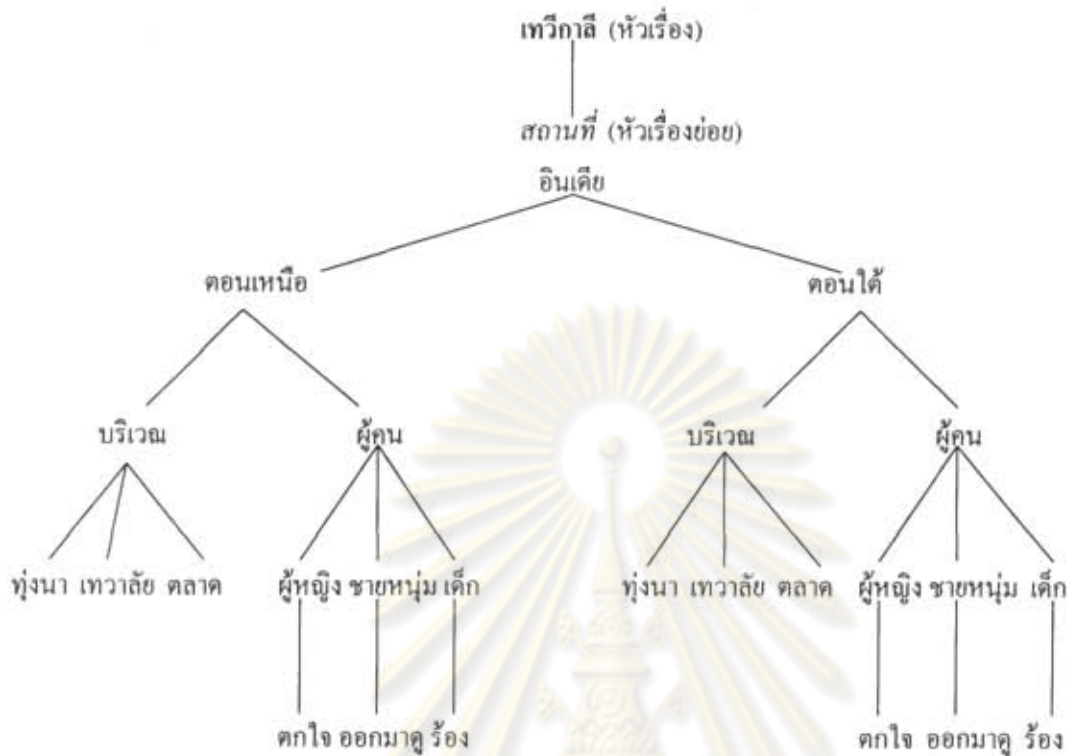 เทวีกาลี (หัวเรื่อง)
สถานที่ (หัวเรื่องย่อย)
อินเดีย
ตอนเหนือ ตอนใต้
บริเวณ ผู้คน บริเวณ ผู้คน
ทุ่งนา เทวาลัย ตลาด ผู้หญิง ชายหนุ่ม เด็ก ทุ่งนา เทวาลัย ตลาด ผู้หญิง ชายหนุ่ม เด็ก
ตกใจ ออกมาดู ร้อง ตกใจ ออกมาดู ร้อง